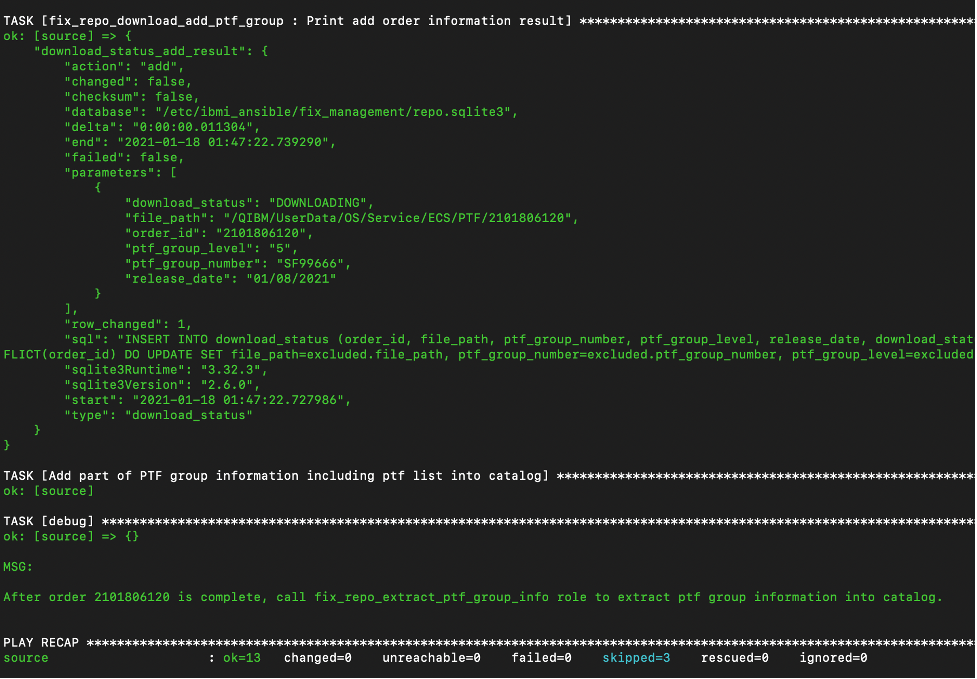 TASK [fix_repo_download_add_ptf_group : Print add order information result] ****************************************************
ok: [source] => {
    "download_status_add_result": {
        "action": "add",
        "changed": false,
        "checksum": false,
        "database": "/etc/ibmi_ansible/fix_management/repo.sqlite3",
        "delta": "0:00:00.011304",
        "end": "2021-01-18 01:47:22.739290",
        "failed": false,
        "parameters": [
            {
                "download_status": "DOWNLOADING",
                "file_path": "/QIBM/UserData/OS/Service/ECS/PTF/2101806120",
                "order_id": "2101806120",
                "ptf_group_level": "5",
                "ptf_group_number": "SF99666",
                "release_date": "01/08/2021"
            }
        ],
        "row_changed": 1,
        "sql": "INSERT INTO download_status (order_id, file_path, ptf_group_number, ptf_group_level, release_date, download_stat
FLICT(order_id) DO UPDATE SET file_path=excluded.file_path, ptf_group_number=excluded.ptf_group_number, ptf_group_level=excluded
        "sqlite3Runtime": "3.32.3",
        "sqlite3Version": "2.6.0",
        "start": "2021-01-18 01:47:22.727986",
        "type": "download_status"
    }
}
TASK [Add part of PTF group information including ptf list into catalog] *******************************************************
ok: [source]
TASK [debug] *******************************************************************************************************************
ok: [source] => {}
MSG:
After order 2101806120 is complete, call fix_repo_extract_ptf_group_info role to extract ptf group information into catalog.
PLAY RECAP *********************************************************************************************************************
source                     : ok=13   changed=0    unreachable=0    failed=0    skipped=3    rescued=0    ignored=0